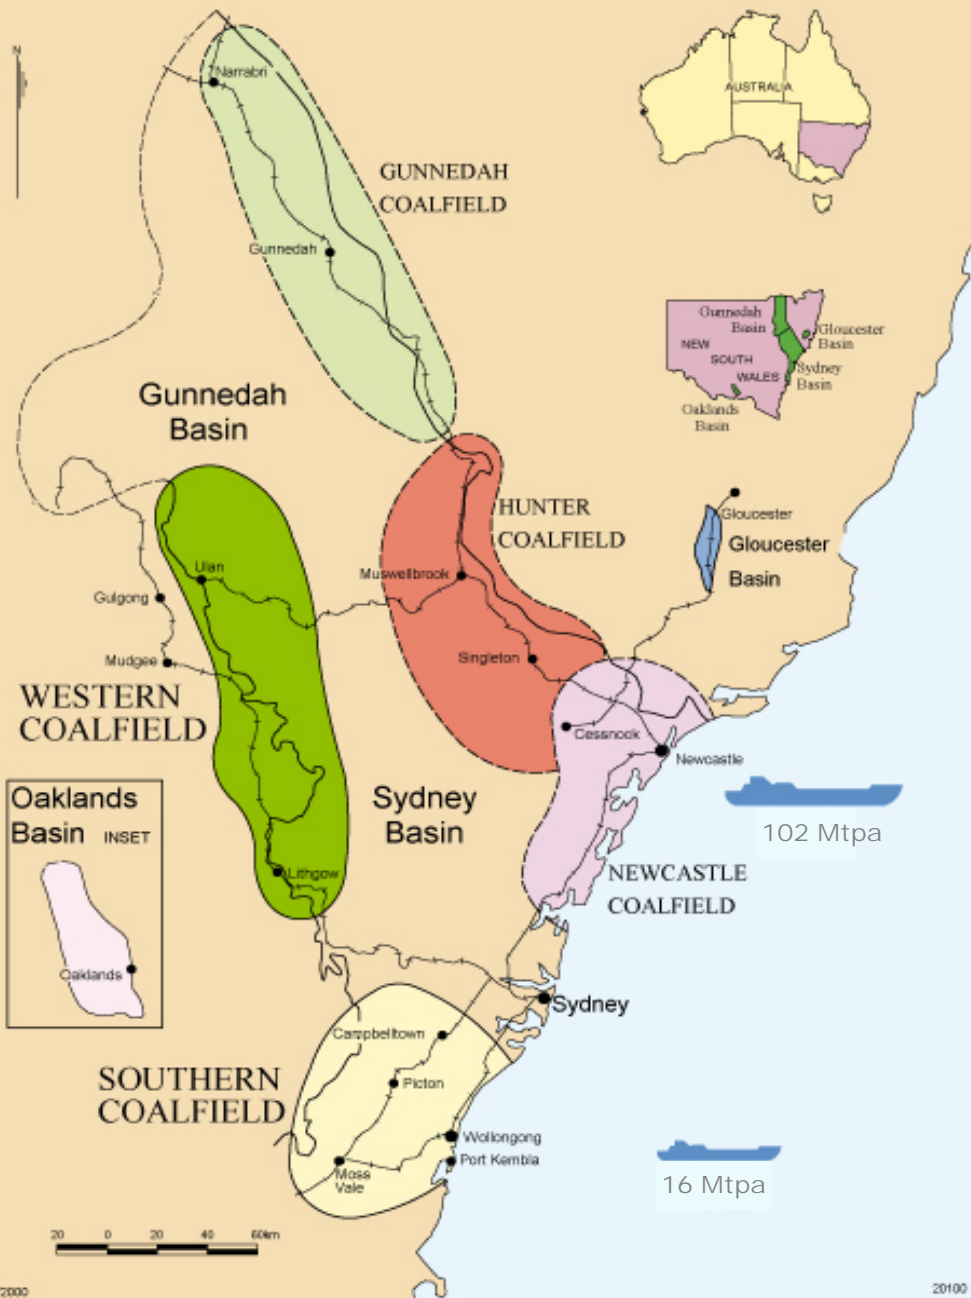 N
Narrabri
AUSTRALIA
GUNNEDAH
COALFIELD
Gunnedah
Gunnedah
Basin
Gloucester
Basin
NEW
SOUTH
WALES
Sydney
Basin
Oaklands
Basin
Gunnedah
Basin
HUNTER
COALFIELD
Gloucester
Gloucester
Basin
Ulan
Muswellbrook
Gulgong
Singleton
Mudgee
WESTERN
COALFIELD
Cessnock
Newcastle
Oaklands
Basin INSET
Sydney
Basin
102 Mtpa
Lithgow
NEWCASTLE
COALFIELD
Oaklands
Sydney
Campbelltown
SOUTHERN
COALFIELD
Picton
Wollongong
Port Kembla
Moss
Vale
16 Mtpa
20 0 20 40 60km
2000
20100